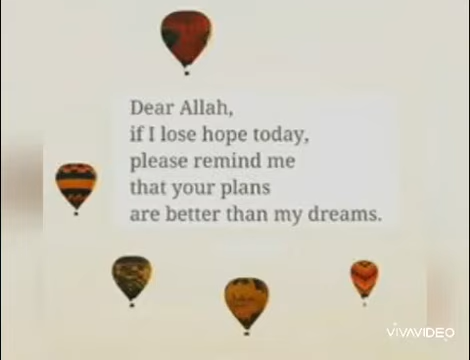 Dear Allah,
if I lose hope today,
please remind me
that your plans
are better than my dreams.
VIVAVIDEO